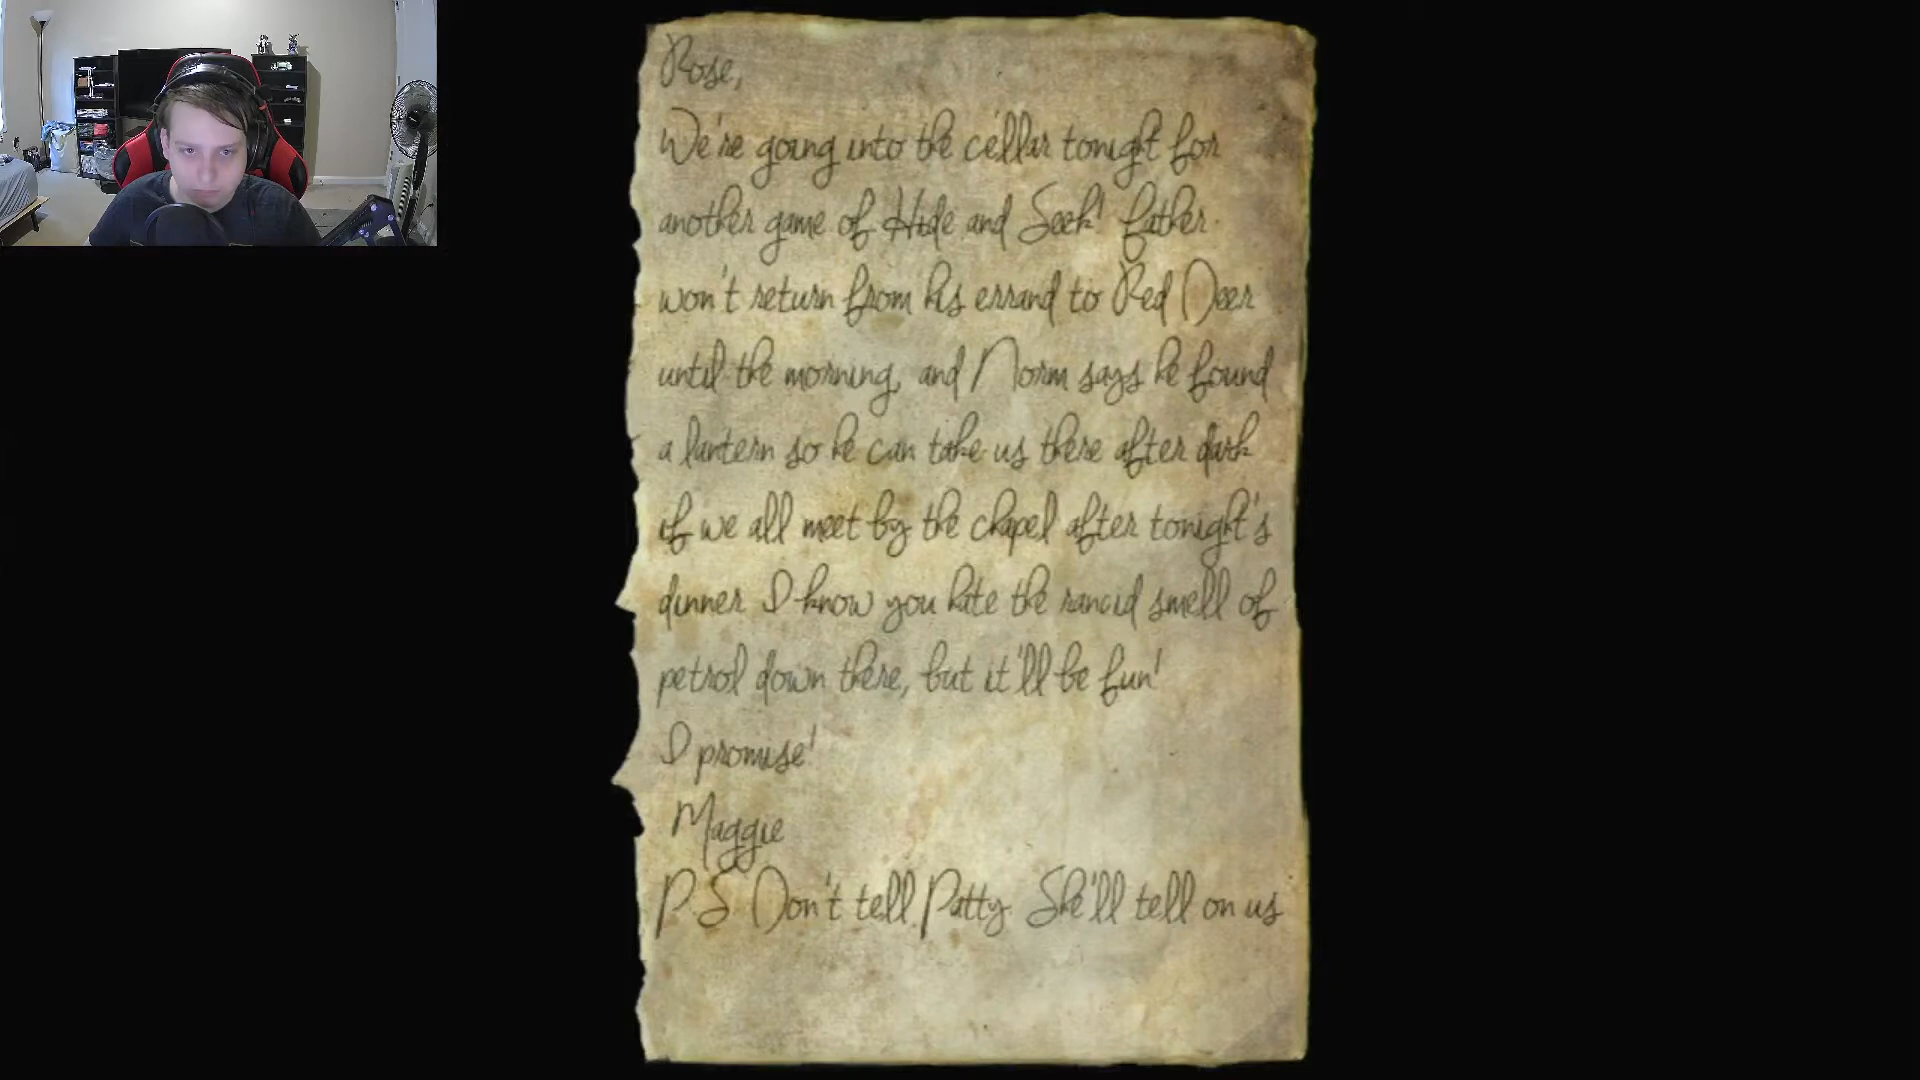 Rose,
We're going into the cellar tonight for
another game of Hide and Seek! Father
won't return from his errand to Red Deer
until the morning, and Norm says he found
a lantern so he can take us there after dark
if we all meet by the chapel after tonight's
dinner. I know you hate the rancid smell of
petrol down there, but it'll be fun!
I promise!
Maggie
P.S Don't tell Patty. She'll tell on us